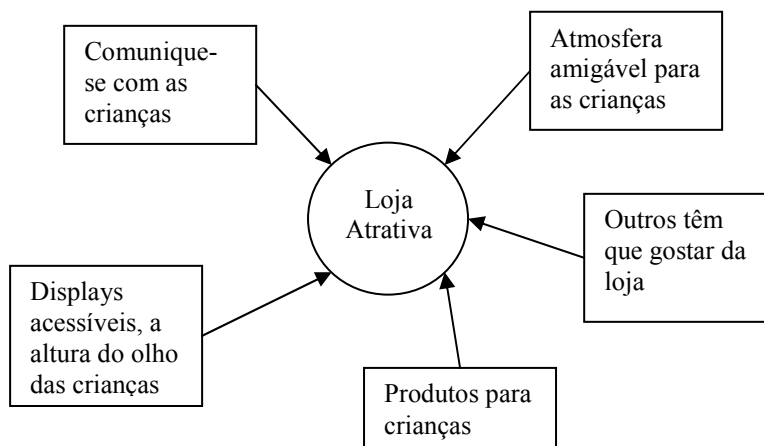 Comunique-
se com as
crianças
Atmosfera
amigável para
as crianças
Loja
Atrativa
Outros têm
que gostar da
loja
Displays
acessíveis, a
altura do olho
das crianças
Produtos para
crianças